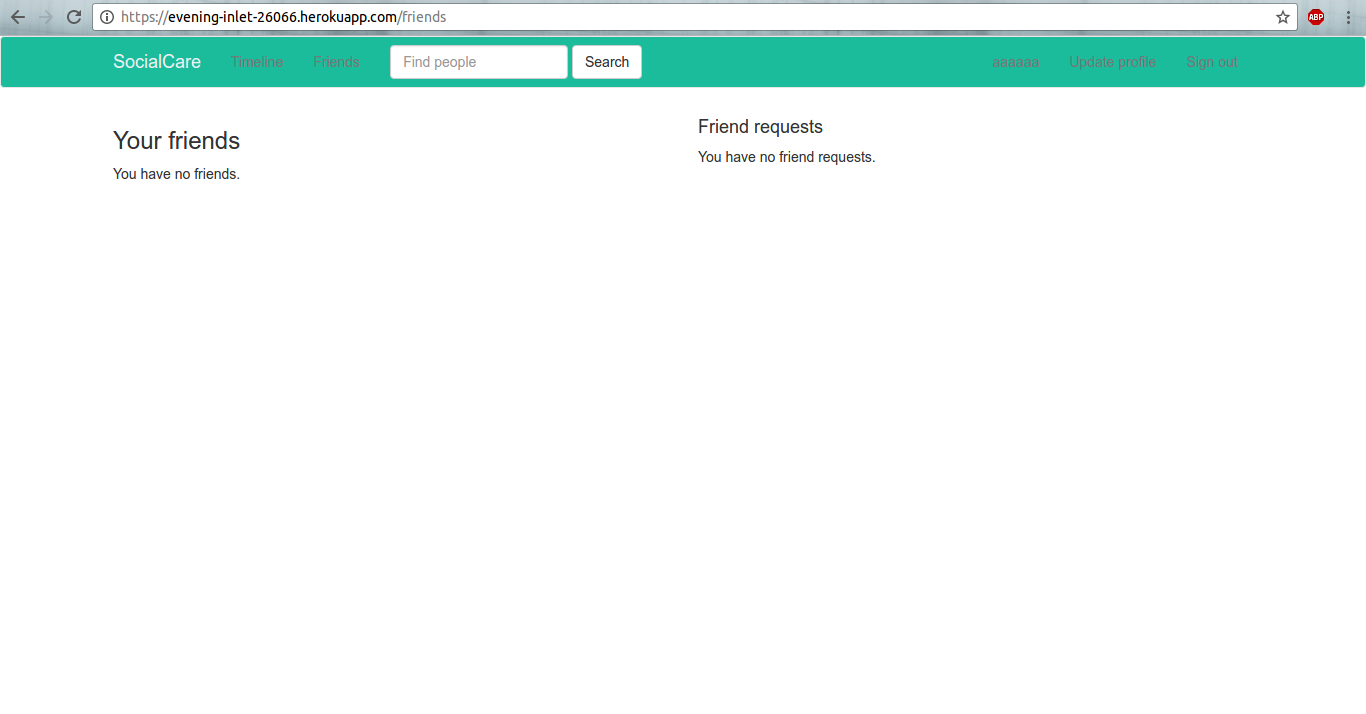 https://evening-inlet-26066.herokuapp.com/friends
ABP
SocialCare Timeline Friends Find people Search aaaaaa Update profile Sign out
Your friends
You have no friends.
Friend requests
You have no friend requests.